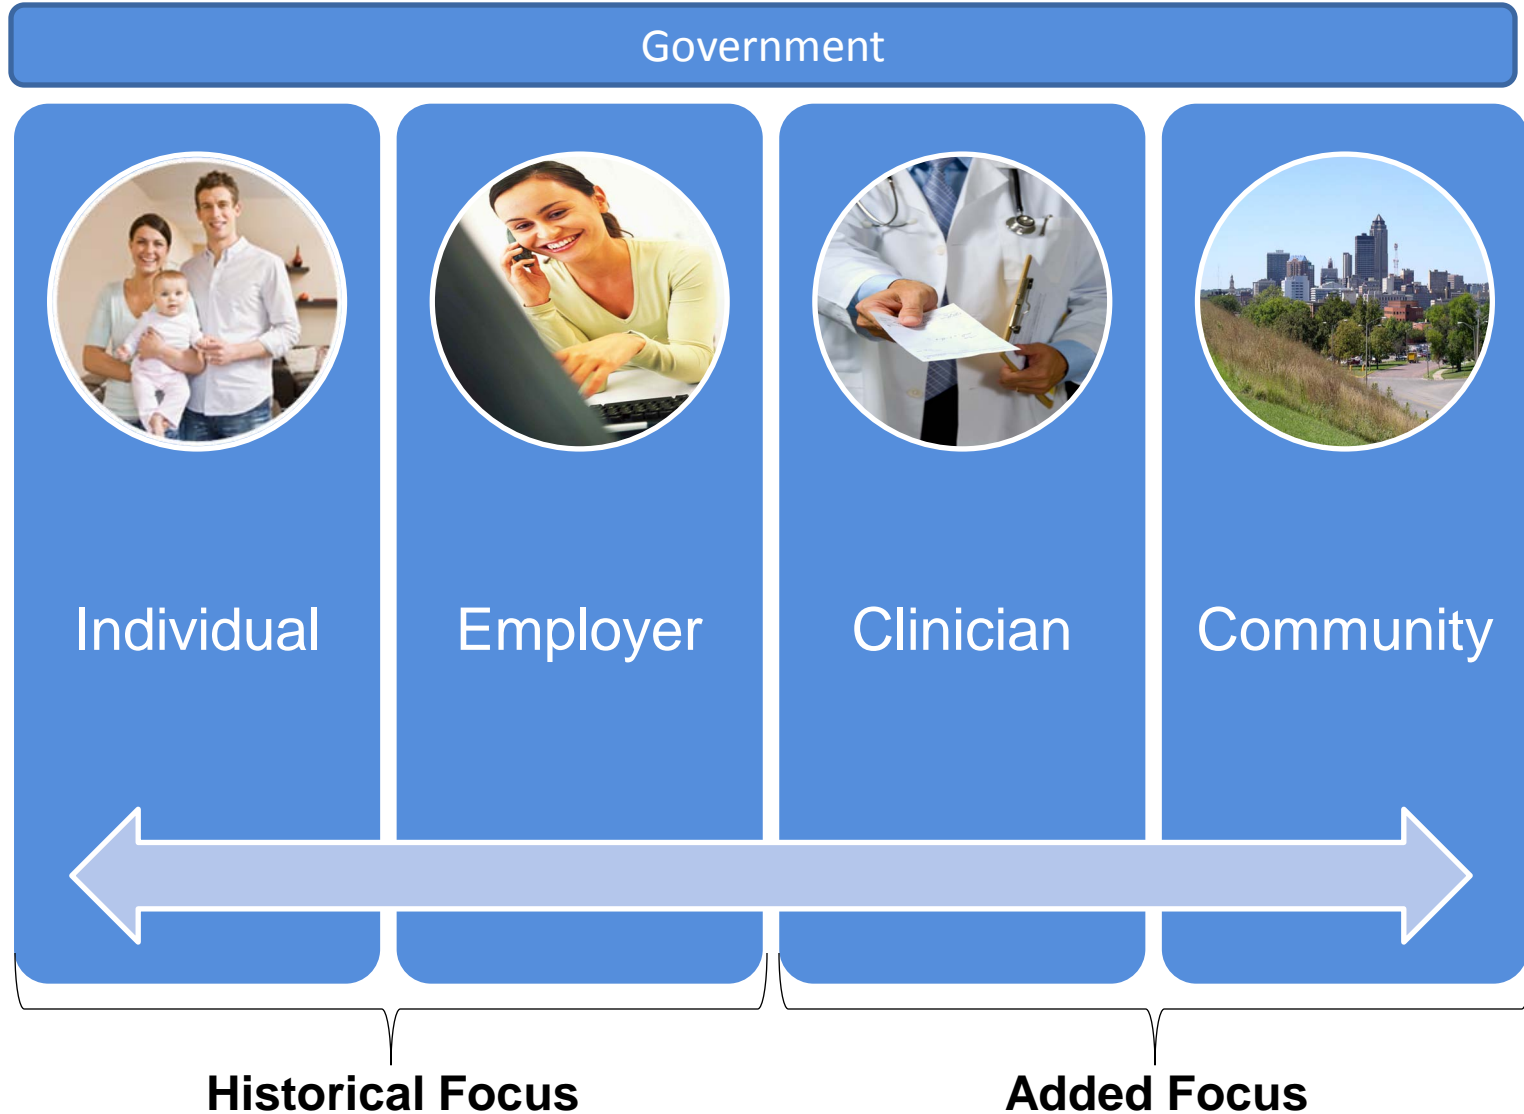 Government
Individual
Employer
Clinician
Community
Historical Focus
Added Focus